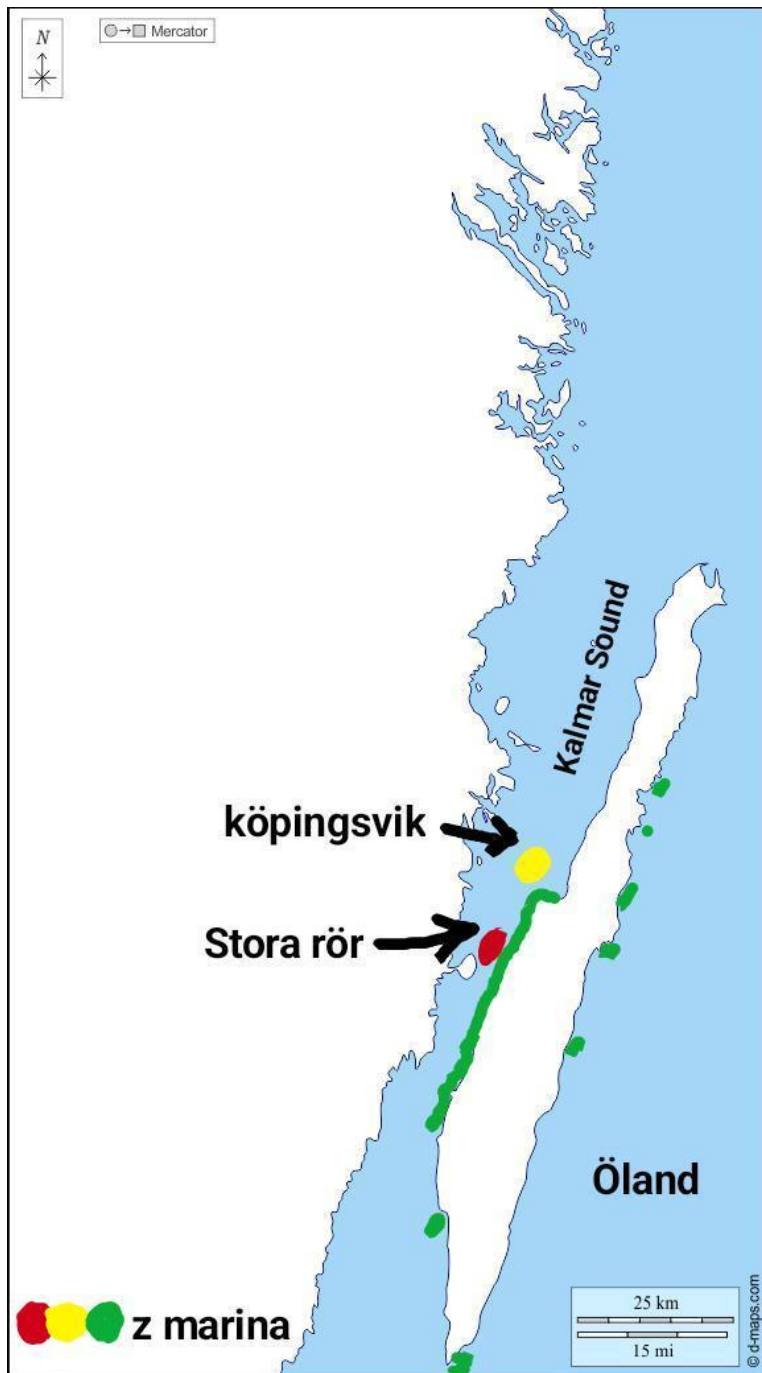 N
Mercator
Kalmar Sound
köpingsvik
Stora rör
Öland
z marina
25 km
15 mi
© d-maps.com